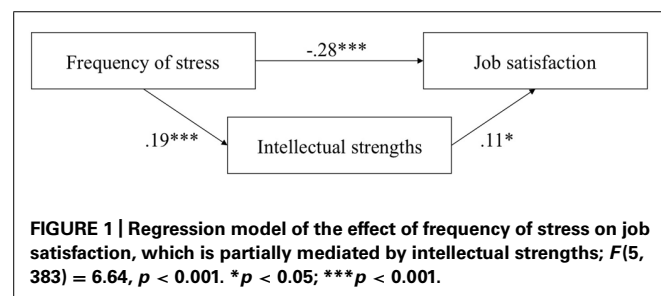 -.28***
Frequency of stress
Job satisfaction
.19***
Intellectual strengths
.11*
FIGURE 1 | Regression model of the effect of frequency of stress on job
satisfaction, which is partially mediated by intellectual strengths; F(5,
383) = 6.64, p < 0.001. *p < 0.05; ***p < 0.001.